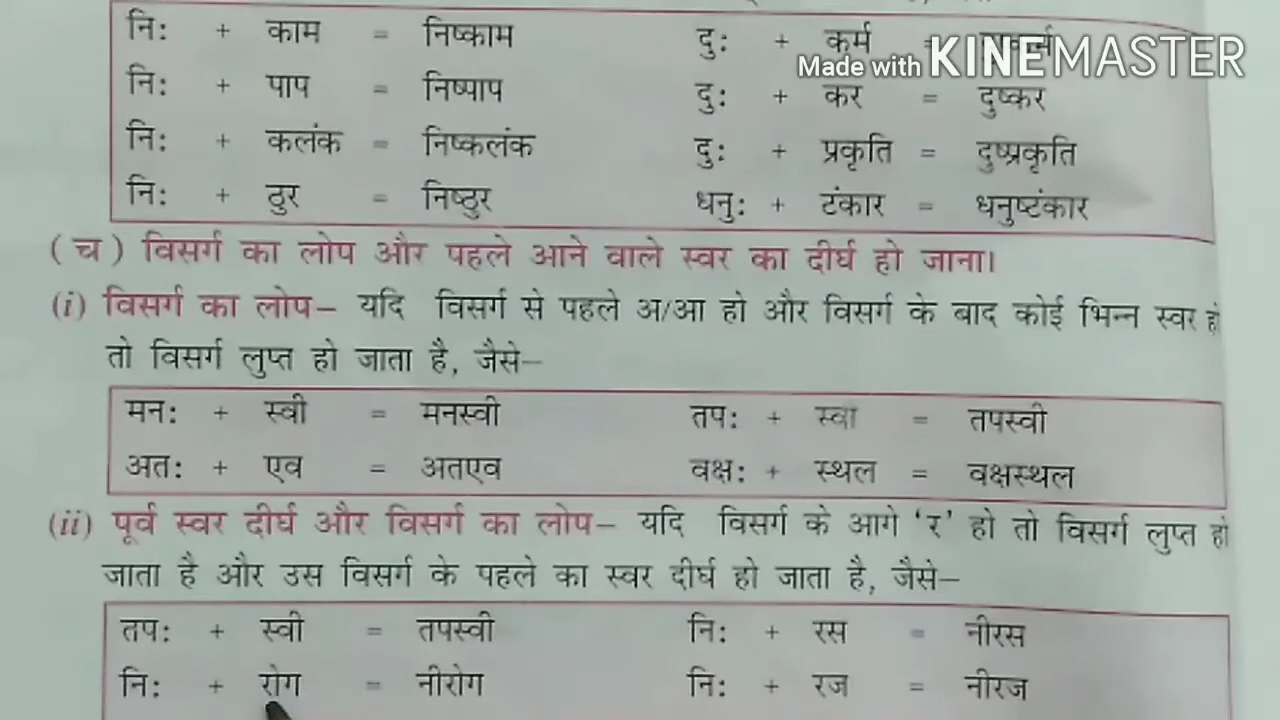 निः + काम = निष्काम दुः + कर्म
Made with KINEMASTER
निः + पाप = निष्पाप दुः + कर = दुष्कर
निः + कलंक = निष्कलंक दुः + प्रकृति = दुष्प्रकृति
निः + ठुर = निष्ठुर धनुः + टंकार = धनुष्टंकार
( च ) विसर्ग का लोप और पहले आने वाले स्वर का दीर्घ हो जाना।
(i) विसर्ग का लोप– यदि विसर्ग से पहले अ/आ हो और विसर्ग के बाद कोई भिन्न स्वर हो
तो विसर्ग लुप्त हो जाता है, जैसे–
मनः + स्वी = मनस्वी तपः + स्वी = तपस्वी
अतः + एव = अतएव वक्षः + स्थल = वक्षस्थल
(ii) पूर्व स्वर दीर्घ और विसर्ग का लोप– यदि विसर्ग के आगे ‘र’ हो तो विसर्ग लुप्त हो
जाता है और उस विसर्ग के पहले का स्वर दीर्घ हो जाता है, जैसे–
तपः + स्वी = तपस्वी निः + रस = नीरस
निः + रोग = नीरोग निः + रज = नीरज